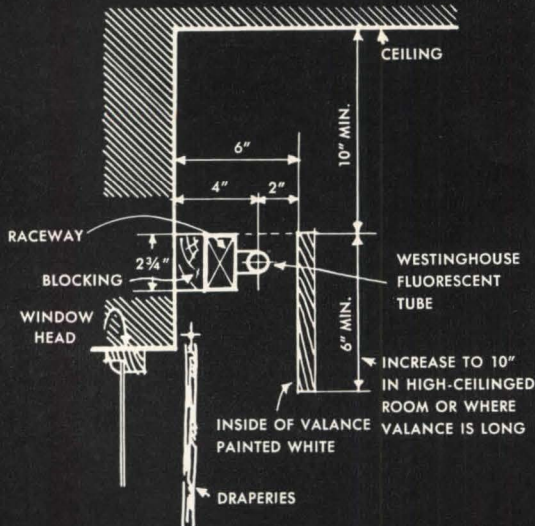 CEILING
10" MIN.
6"
4"
2"
RACEWAY
2¾"
BLOCKING
WINDOW
HEAD
WESTINGHOUSE
FLUORESCENT
TUBE
6" MIN.
INCREASE TO 10"
IN HIGH-CEILINGED
ROOM OR WHERE
VALANCE IS LONG
INSIDE OF VALANCE
PAINTED WHITE
DRAPERIES